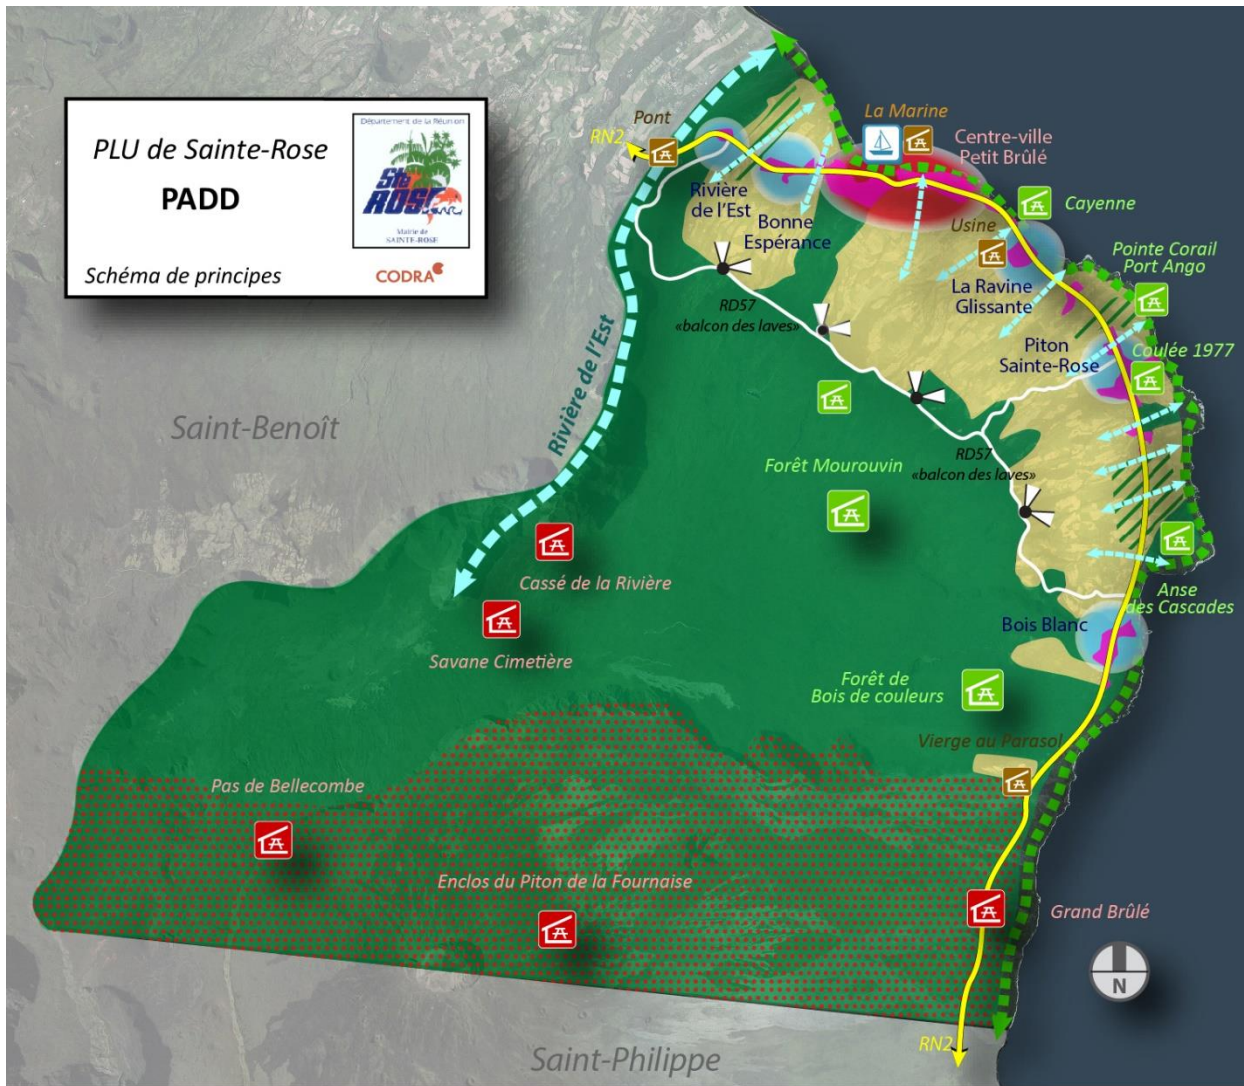 PLU de Sainte-Rose
PADD
Schéma de principes
Département de la Réunion
Ste
ROSE
Mairie de
SAINTE-ROSE
CODRA
Pont
RN2
La Marine
Centre-ville
Petit Brûlé
Cayenne
Rivière
de l'Est
Bonne
Espérance
Usine
La Ravine
Glissante
Pointe Corail
Port Ango
RD57
«balcon des laves»
Piton
Sainte-Rose
Coulée 1977
Rivière de l'Est
Saint-Benoît
Forêt Mourouvin
RD57
«balcon des laves»
Cassé de la Rivière
Savane Cimetière
Anse
des Cascades
Bois Blanc
Forêt de
Bois de couleurs
Vierge au Parasol
Pas de Bellecombe
Enclos du Piton de la Fournaise
Grand Brûlé
N
RN2
Saint-Philippe